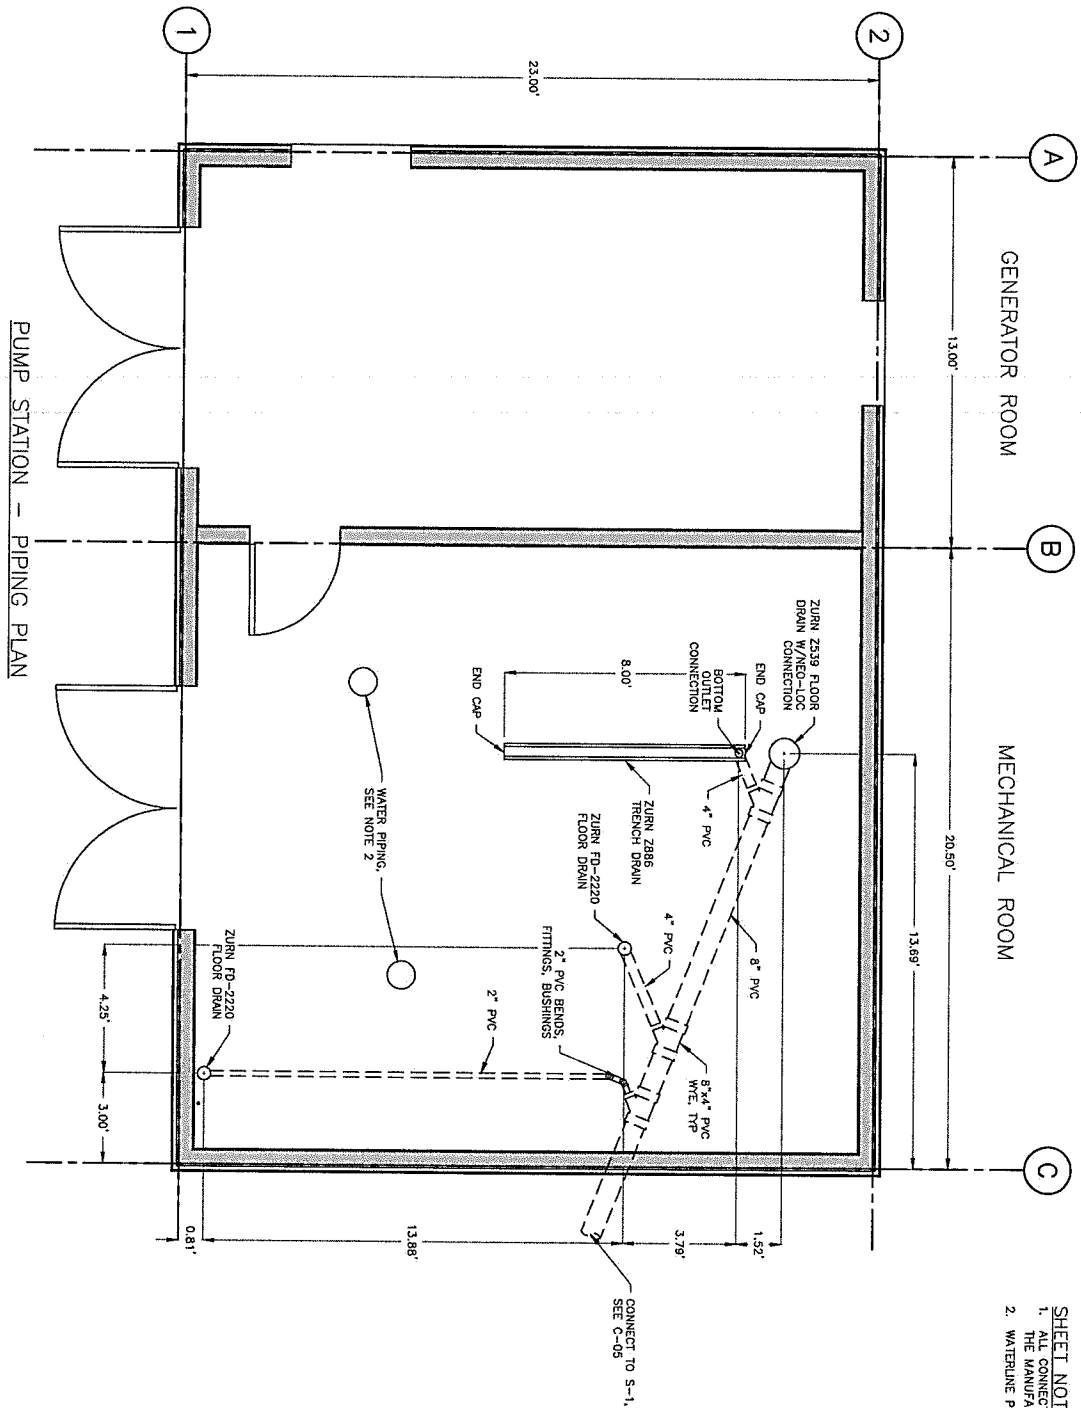 A
B
C
1
2
GENERATOR ROOM
MECHANICAL ROOM
13.00'
20.50'
13.69'
23.00'
ZURN Z539 FLOOR
DRAIN W/NEO-LOC
CONNECTION
END CAP
BOTTOM
OUTLET
CONNECTION
8.00'
END CAP
4" PVC
8" PVC
ZURN Z886
TRENCH DRAIN
ZURN FD-2220
FLOOR DRAIN
4" PVC
8"x4" PVC
WYE, TYP
2" PVC BENDS,
FITTINGS, BUSHINGS
2" PVC
WATER PIPING,
SEE NOTE 2
ZURN FD-2220
FLOOR DRAIN
4.25'
3.00'
1.52'
3.79'
13.88'
0.81'
CONNECT TO S-1,
SEE C-05
PUMP STATION - PIPING PLAN
SHEET NOT
1. ALL CONNEC
THE MANUFA
2. WATERLINE P